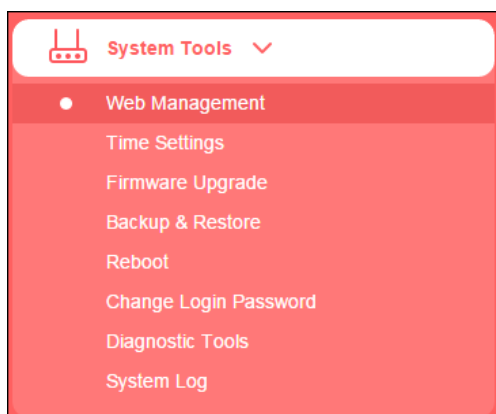 System Tools
Web Management
Time Settings
Firmware Upgrade
Backup & Restore
Reboot
Change Login Password
Diagnostic Tools
System Log